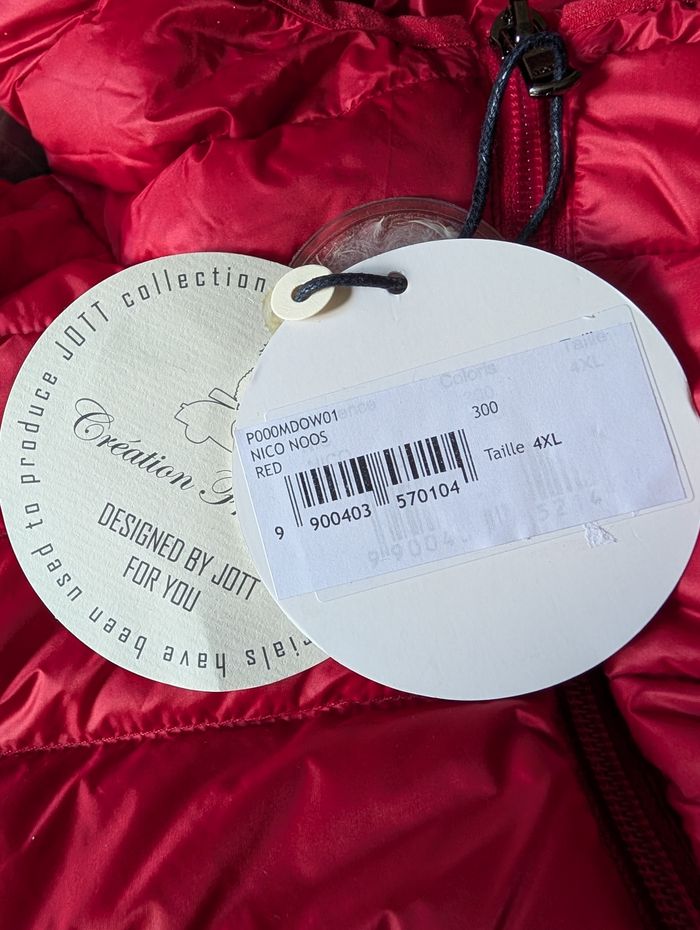 JOTT collection
produce
used to
have been
Création
DESIGNED BY JOTT
FOR YOU
P000MDOW01
300
NICO NOOS
RED
Taille 4XL
9 900403 570104
Coloris
Taille
4XL